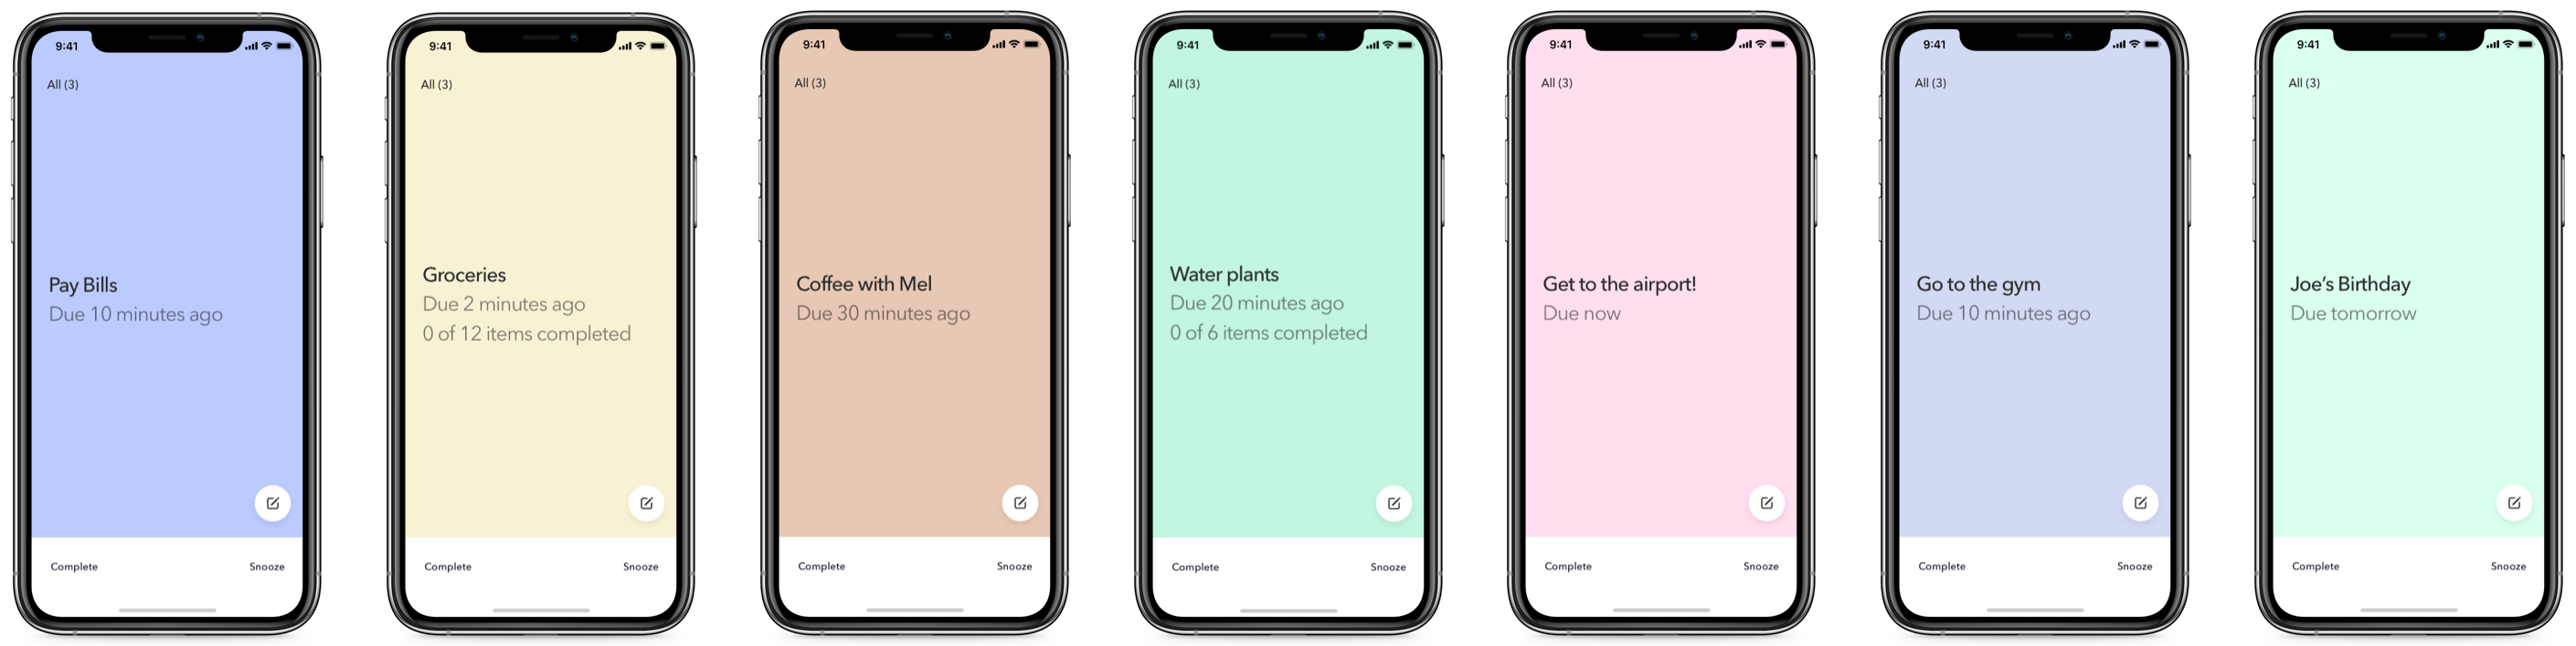 9:41
All (3)
Pay Bills
Due 10 minutes ago
Complete
Snooze
9:41
All (3)
Groceries
Due 2 minutes ago
0 of 12 items completed
Complete
Snooze
9:41
All (3)
Coffee with Mel
Due 30 minutes ago
Complete
Snooze
9:41
All (3)
Water plants
Due 20 minutes ago
0 of 6 items completed
Complete
Snooze
9:41
All (3)
Get to the airport!
Due now
Complete
Snooze
9:41
All (3)
Go to the gym
Due 10 minutes ago
Complete
Snooze
9:41
All (3)
Joe’s Birthday
Due tomorrow
Complete
Snooze